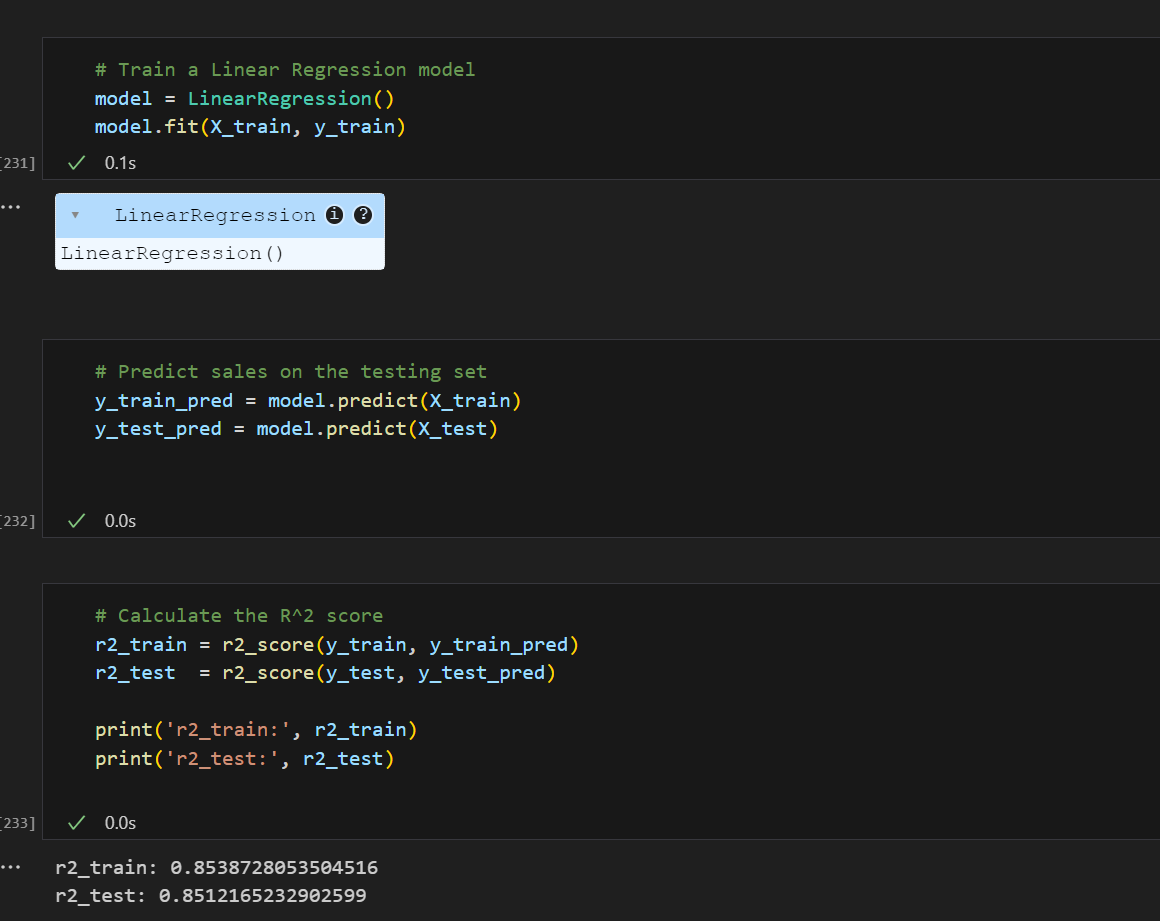 # Train a Linear Regression model
model = LinearRegression()
model.fit(X_train, y_train)
[231]
0.1s
...
LinearRegression i ?
LinearRegression()
# Predict sales on the testing set
y_train_pred = model.predict(X_train)
y_test_pred = model.predict(X_test)
[232]
0.0s
# Calculate the R^2 score
r2_train = r2_score(y_train, y_train_pred)
r2_test  = r2_score(y_test, y_test_pred)
print('r2_train:', r2_train)
print('r2_test:', r2_test)
[233]
0.0s
...
r2_train: 0.8538728053504516
r2_test: 0.8512165232902599